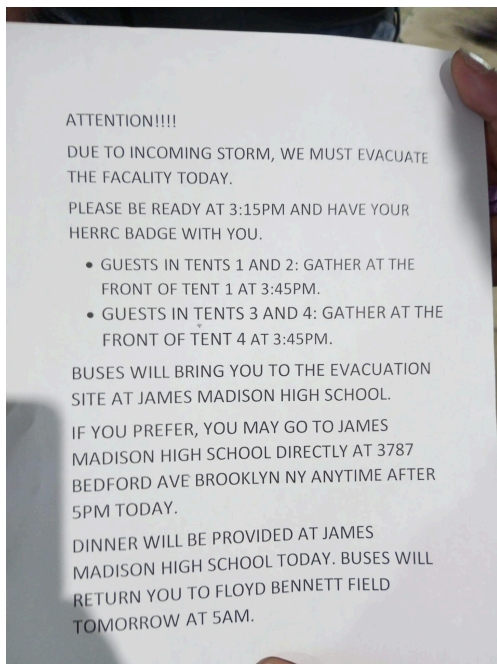 ATTENTION!!!!
DUE TO INCOMING STORM, WE MUST EVACUATE
THE FACALITY TODAY.
PLEASE BE READY AT 3:15PM AND HAVE YOUR
HERRC BADGE WITH YOU.
• GUESTS IN TENTS 1 AND 2: GATHER AT THE
FRONT OF TENT 1 AT 3:45PM.
• GUESTS IN TENTS 3 AND 4: GATHER AT THE
FRONT OF TENT 4 AT 3:45PM.
BUSES WILL BRING YOU TO THE EVACUATION
SITE AT JAMES MADISON HIGH SCHOOL.
IF YOU PREFER, YOU MAY GO TO JAMES
MADISON HIGH SCHOOL DIRECTLY AT 3787
BEDFORD AVE BROOKLYN NY ANYTIME AFTER
5PM TODAY.
DINNER WILL BE PROVIDED AT JAMES
MADISON HIGH SCHOOL TODAY. BUSES WILL
RETURN YOU TO FLOYD BENNETT FIELD
TOMORROW AT 5AM.